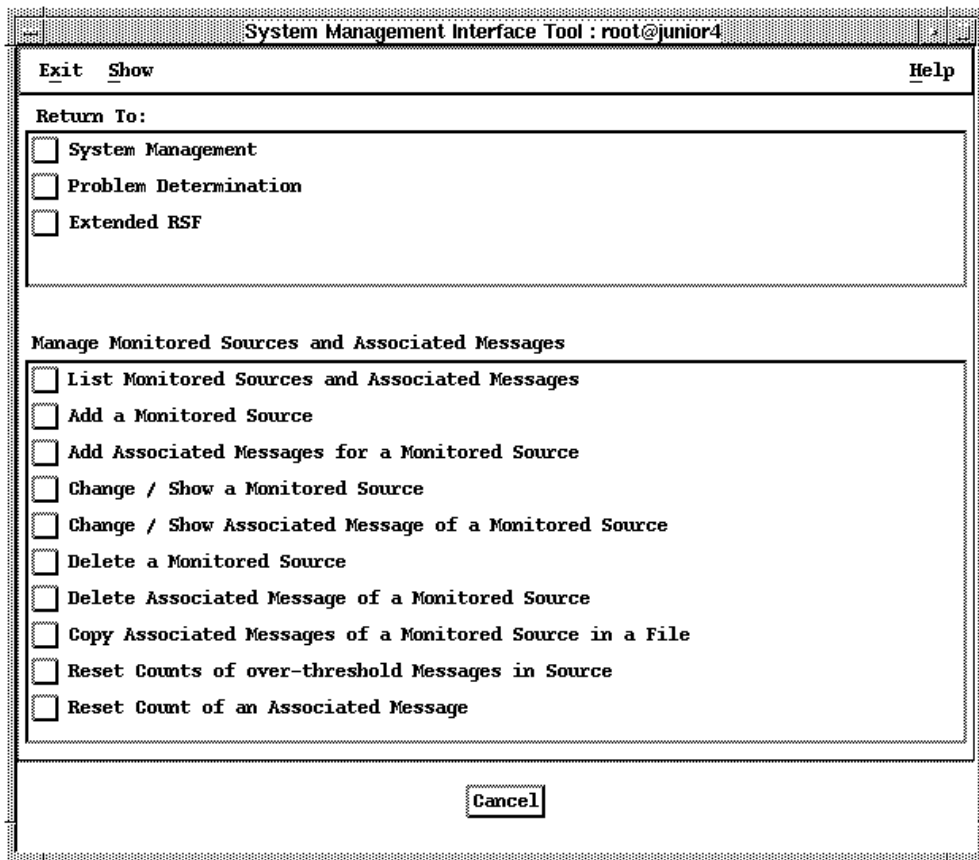 System Management Interface Tool : root@junior4
Exit Show Help
Return To:
System Management
Problem Determination
Extended RSF
Manage Monitored Sources and Associated Messages
List Monitored Sources and Associated Messages
Add a Monitored Source
Add Associated Messages for a Monitored Source
Change / Show a Monitored Source
Change / Show Associated Message of a Monitored Source
Delete a Monitored Source
Delete Associated Message of a Monitored Source
Copy Associated Messages of a Monitored Source in a File
Reset Counts of over-threshold Messages in Source
Reset Count of an Associated Message
Cancel